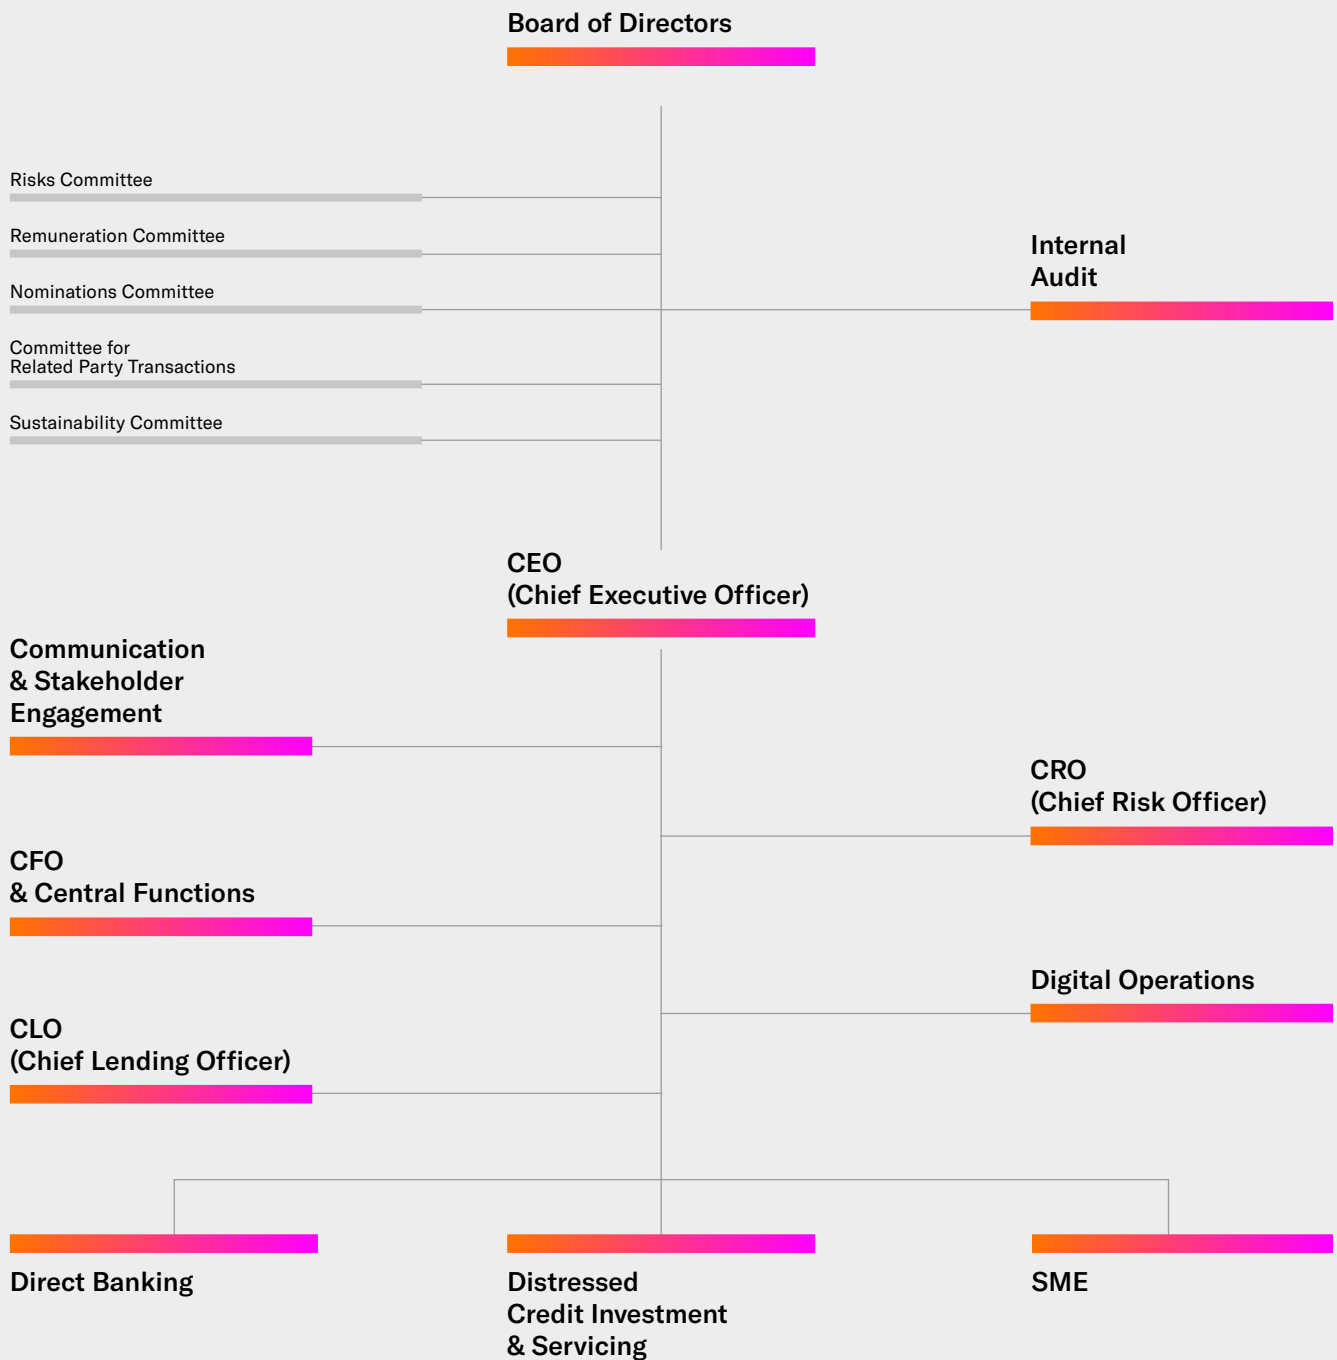 Board of Directors
Risks Committee
Remuneration Committee
Nominations Committee
Committee for
Related Party Transactions
Sustainability Committee
Internal
Audit
CEO
(Chief Executive Officer)
Communication
& Stakeholder
Engagement
CRO
(Chief Risk Officer)
CFO
& Central Functions
Digital Operations
CLO
(Chief Lending Officer)
Direct Banking
Distressed
Credit Investment
& Servicing
SME